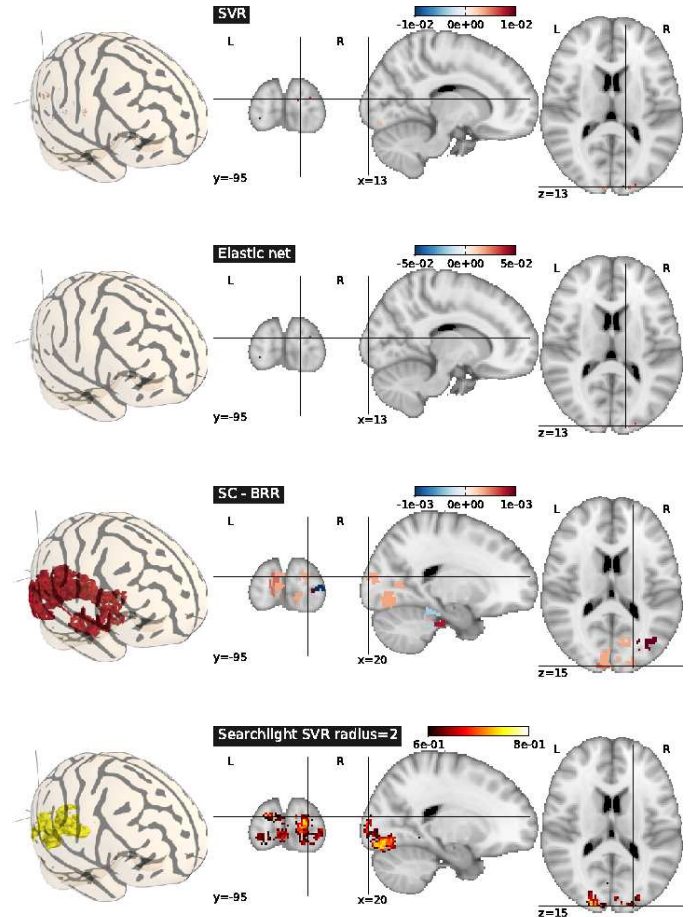 SVR
-1e-02 0e+00 1e-02
L R L R
y=-95 x=13 z=13
Elastic net
-5e-02 0e+00 5e-02
L R L R
y=-95 x=13 z=13
SC - BRR
-1e-03 0e+00 1e-03
L R L R
y=-95 x=20 z=15
Searchlight SVR radius=2
6e-01 8e-01
L R L R
y=-95 x=20 z=15